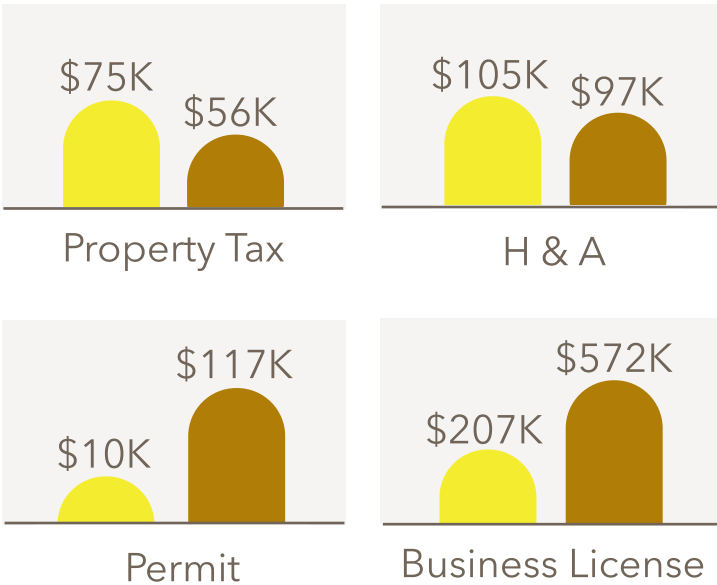 $75K
$56K
Property Tax
$105K
$97K
H & A
$10K
$117K
Permit
$207K
$572K
Business License